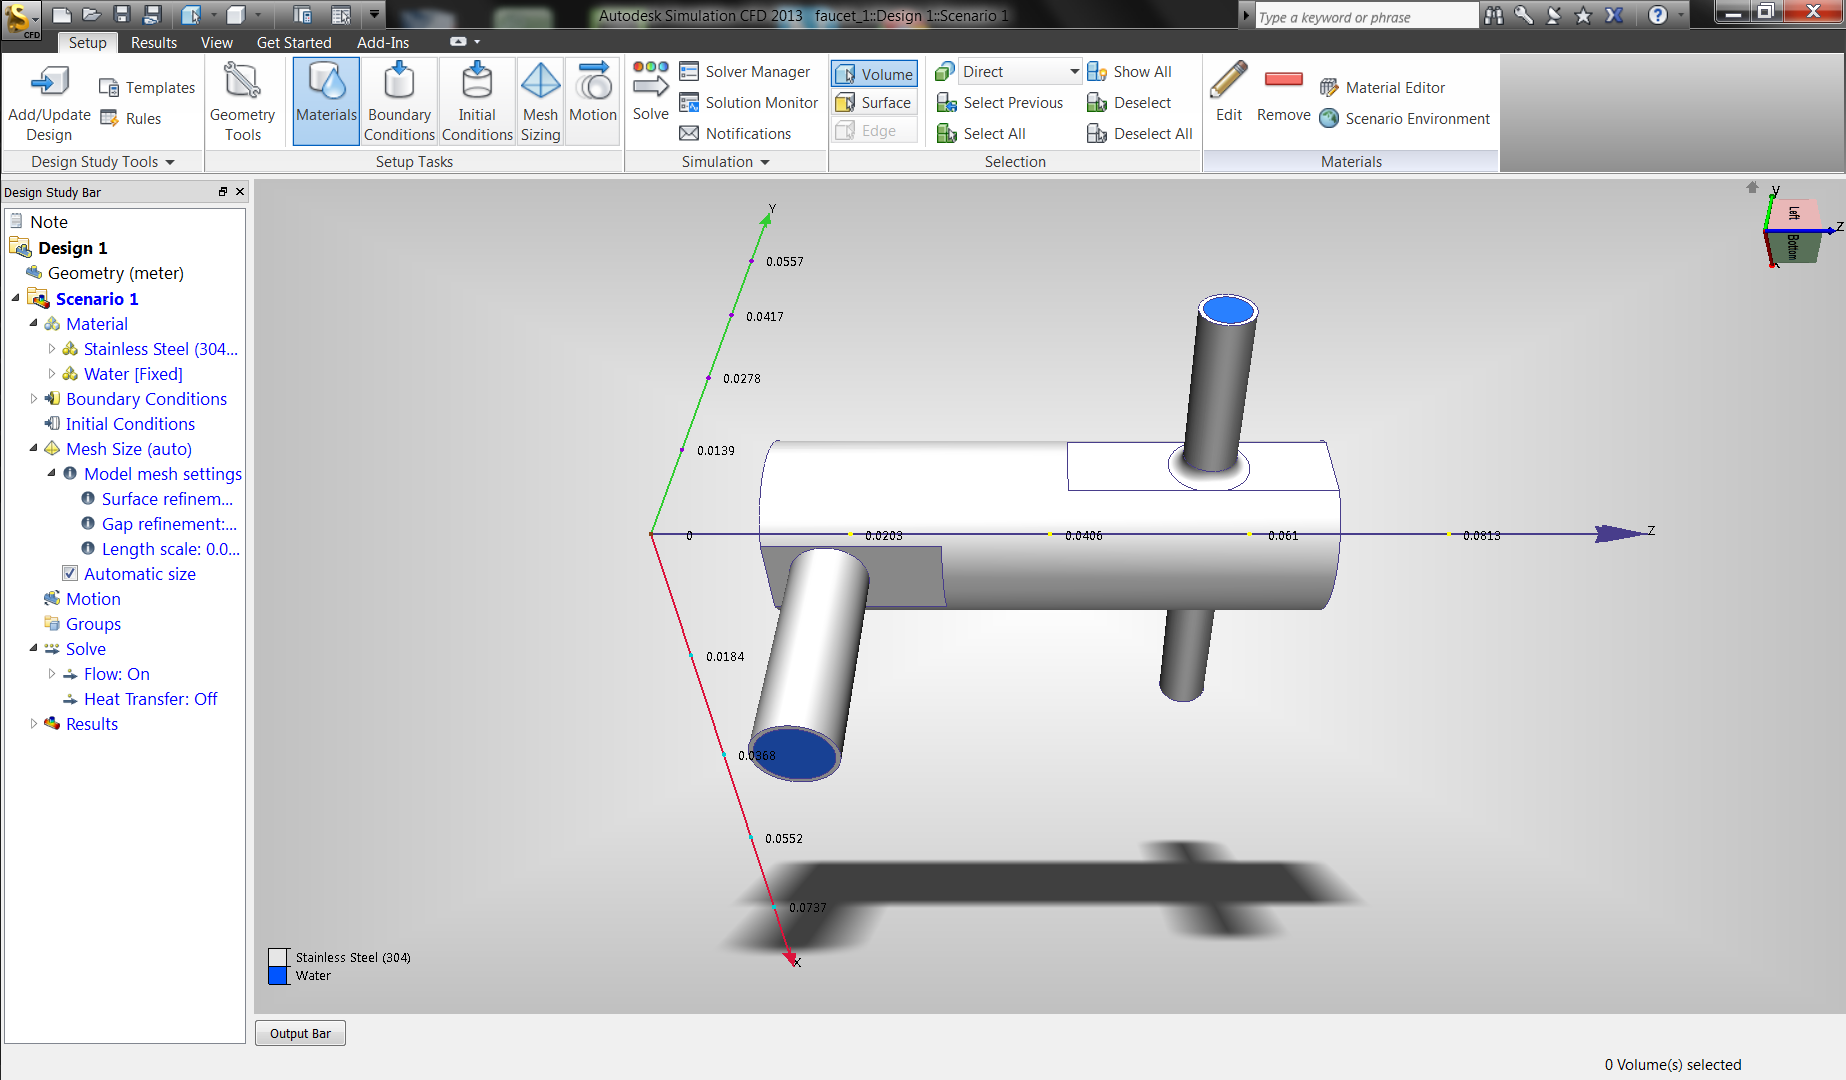 Autodesk Simulation CFD 2013 faucet_1::Design 1::Scenario 1
Type a keyword or phrase
CFD
Setup Results View Get Started Add-Ins
Add/Update Design
Templates
Rules
Design Study Tools
Geometry Tools
Materials
Boundary Conditions
Initial Conditions
Mesh Sizing
Motion
Setup Tasks
Solve
Solver Manager
Solution Monitor
Notifications
Simulation
Volume
Surface
Edge
Direct
Select Previous
Select All
Show All
Deselect
Deselect All
Selection
Edit
Remove
Material Editor
Scenario Environment
Materials
Design Study Bar
Note
Design 1
Geometry (meter)
Scenario 1
Material
Stainless Steel (304...
Water [Fixed]
Boundary Conditions
Initial Conditions
Mesh Size (auto)
Model mesh settings
Surface refinem...
Gap refinement:...
Length scale: 0.0...
Automatic size
Motion
Groups
Solve
Flow: On
Heat Transfer: Off
Results
Y
0.0557
0.0417
0.0278
0.0139
0 0.0203 0.0406 0.061 0.0813 Z
0.0184
0.0368
0.0552
0.0737
X
Y
Left
Z
Bottom
X
Stainless Steel (304)
Water
Output Bar
0 Volume(s) selected